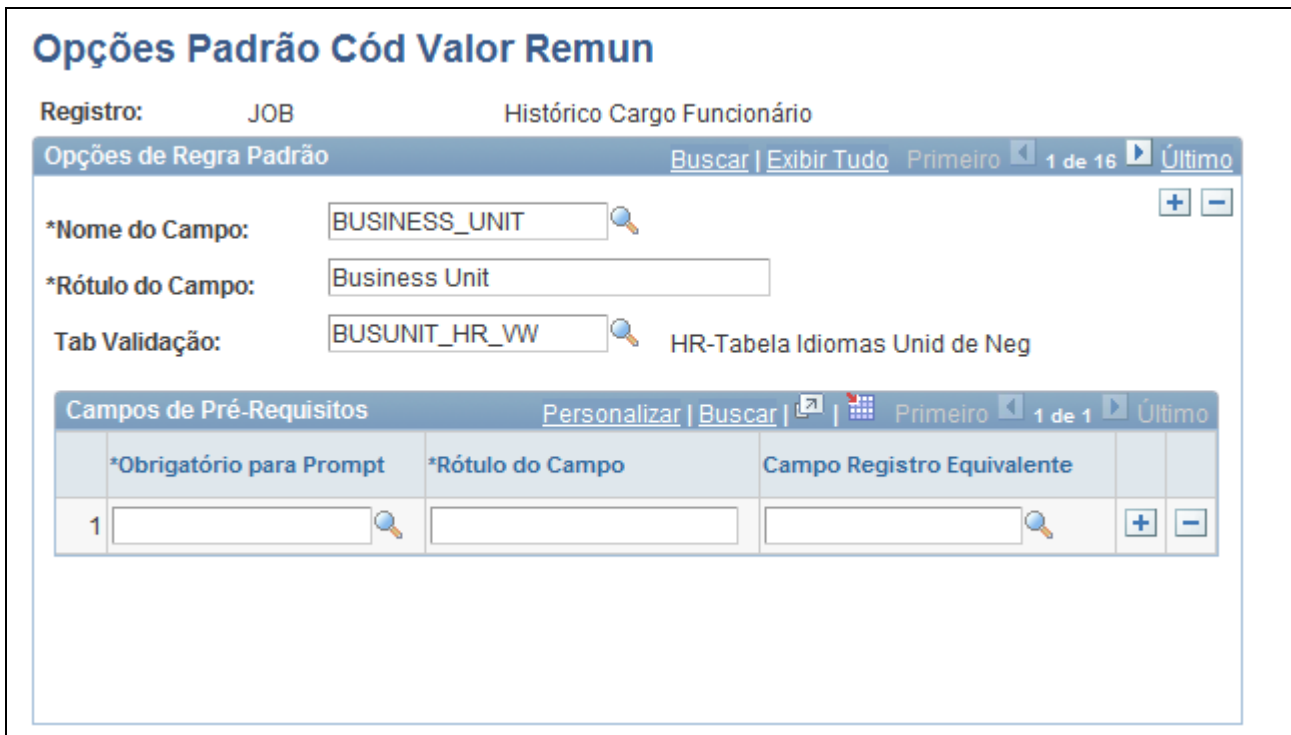 Opções Padrão Cód Valor Remun
Registro: JOB Histórico Cargo Funcionário
Opções de Regra Padrão Buscar | Exibir Tudo Primeiro 1 de 16 Último
*Nome do Campo: BUSINESS_UNIT
*Rótulo do Campo: Business Unit
Tab Validação: BUSUNIT_HR_VW HR-Tabela Idiomas Unid de Neg
Campos de Pré-Requisitos Personalizar | Buscar | | Primeiro 1 de 1 Último
*Obrigatório para Prompt *Rótulo do Campo Campo Registro Equivalente
1